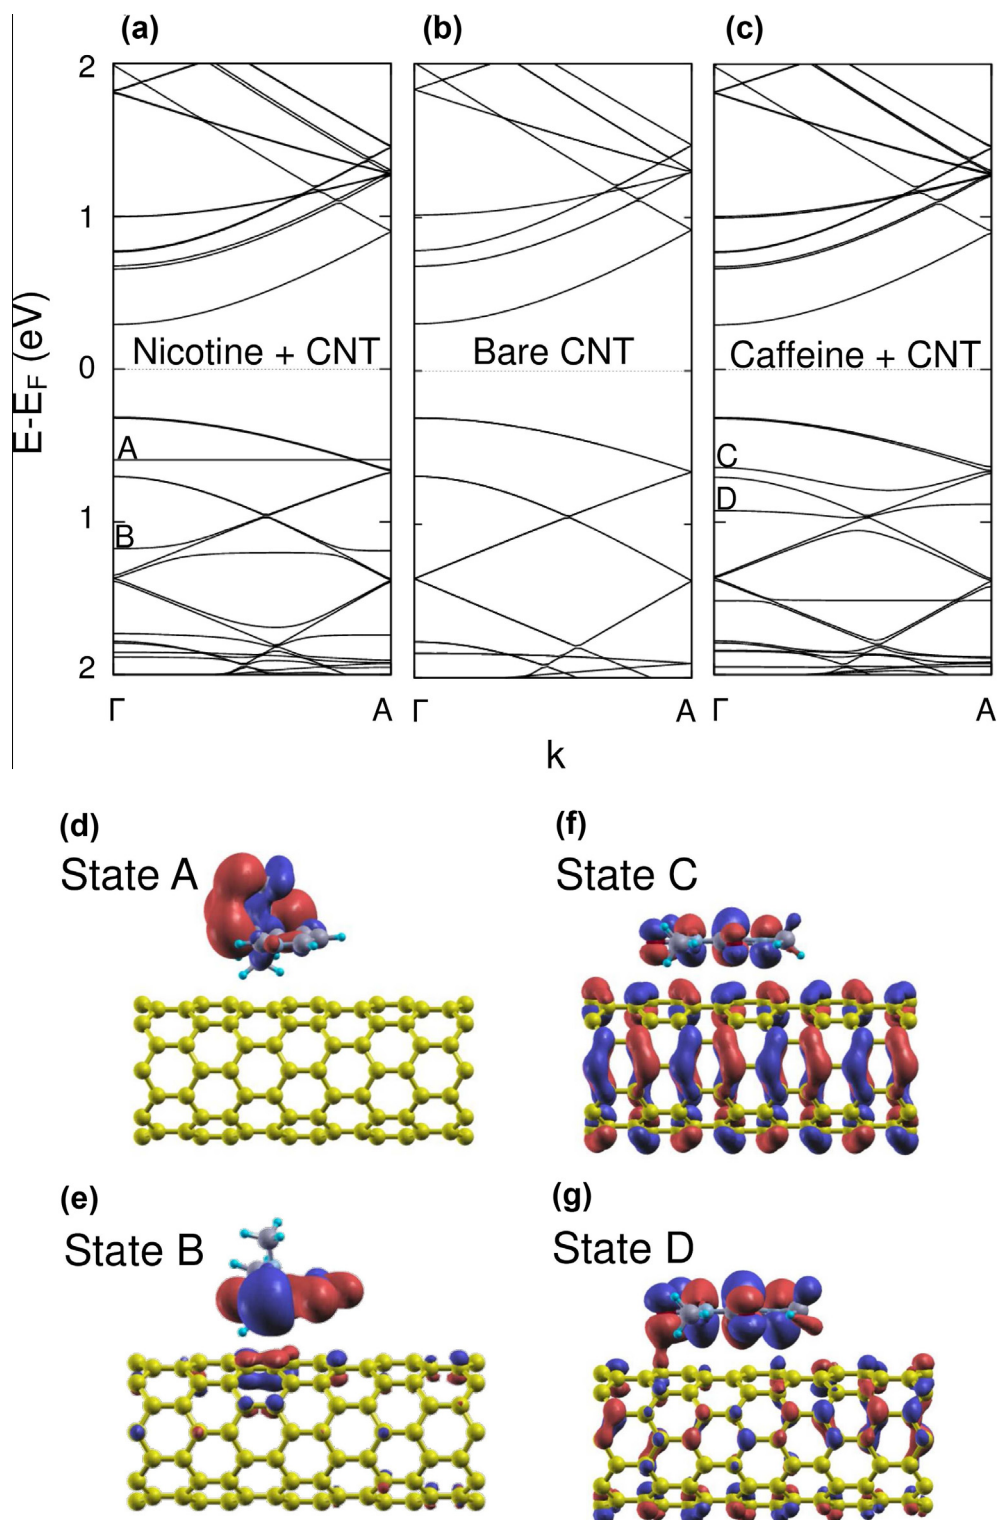 (a)
(b)
(c)
2
1
0
1
2
E-E_F (eV)
Nicotine + CNT
Bare CNT
Caffeine + CNT
A
B
C
D
Γ
A
Γ
A
Γ
A
k
(d)
State A
(f)
State C
(e)
State B
(g)
State D